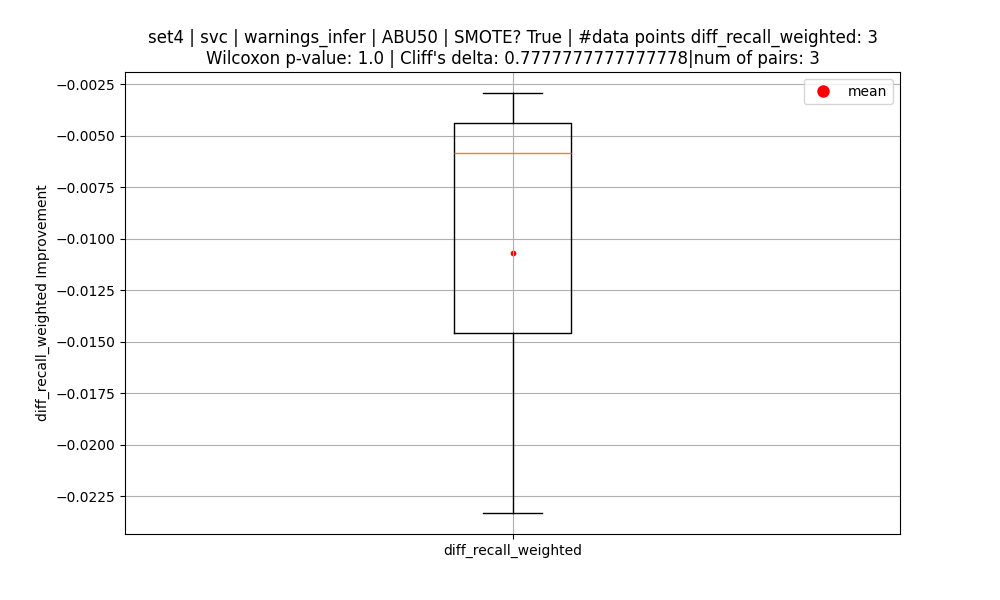 set4 | svc | warnings_infer | ABU50 | SMOTE? True | #data points diff_recall_weighted: 3
Wilcoxon p-value: 1.0 | Cliff's delta: 0.7777777777777778|num of pairs: 3
mean
−0.0025
−0.0050
−0.0075
−0.0100
−0.0125
−0.0150
−0.0175
−0.0200
−0.0225
diff_recall_weighted Improvement
diff_recall_weighted